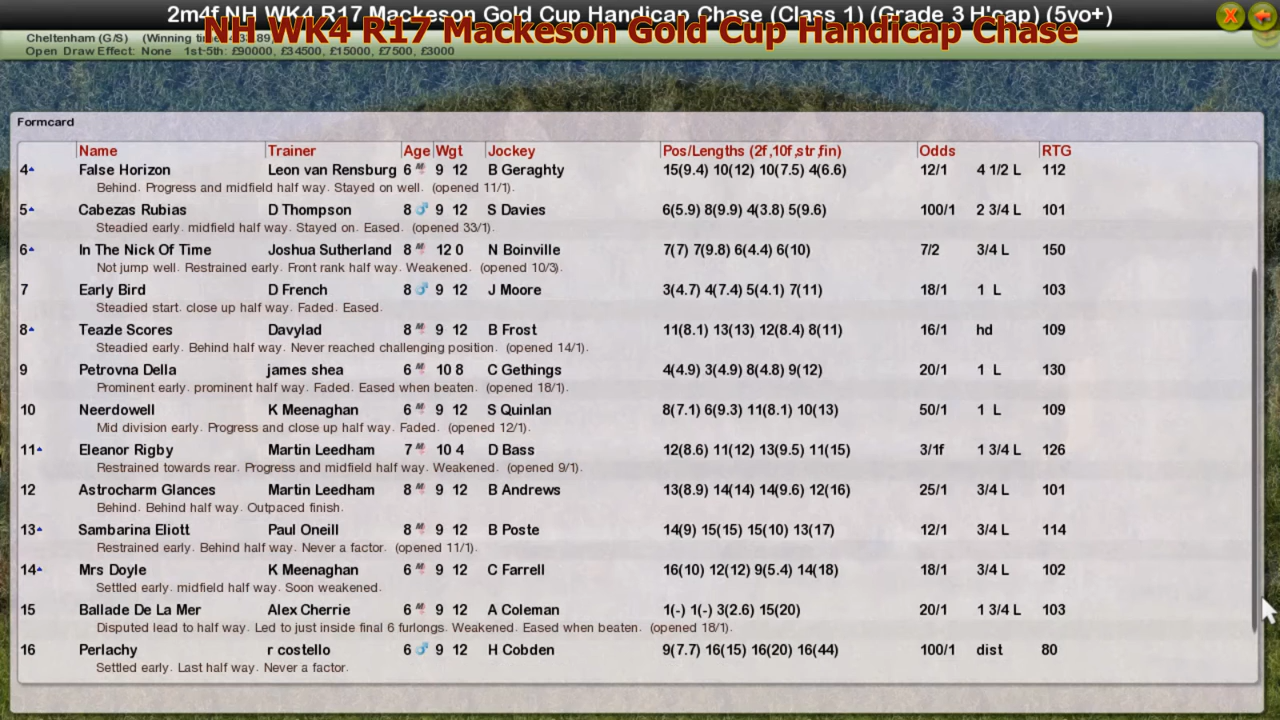 2m4f NH WK4 R17 Mackeson Gold Cup Handicap Chase (Class 1) (Grade 3 H'cap) (5yo+)
NH WK4 R17 Mackeson Gold Cup Handicap Chase
Cheltenham (G/S) (Winning time
Open Draw Effect: None 1st-5th: £90000, £34500, £15000, £7500, £3000
Formcard
Name Trainer Age Wgt Jockey Pos/Lengths (2f,10f,str,fin) Odds RTG
4 False Horizon Leon van Rensburg 6 9 12 B Geraghty 15(9.4) 10(12) 10(7.5) 4(6.6) 12/1 4 1/2 L 112
Behind. Progress and midfield half way. Stayed on well. (opened 11/1).
5 Cabezas Rubias D Thompson 8 9 12 S Davies 6(5.9) 8(9.9) 4(3.8) 5(9.6) 100/1 2 3/4 L 101
Steadied early. midfield half way. Stayed on. Eased. (opened 33/1).
6 In The Nick Of Time Joshua Sutherland 8 12 0 N Boinville 7(7) 7(9.8) 6(4.4) 6(10) 7/2 3/4 L 150
Not jump well. Restrained early. Front rank half way. Weakened. (opened 10/3).
7 Early Bird D French 8 9 12 J Moore 3(4.7) 4(7.4) 5(4.1) 7(11) 18/1 1 L 103
Steadied start. close up half way. Faded. Eased.
8 Teazle Scores Davylad 8 9 12 B Frost 11(8.1) 13(13) 12(8.4) 8(11) 16/1 hd 109
Steadied early. Behind half way. Never reached challenging position. (opened 14/1).
9 Petrovna Della james shea 6 10 8 C Gethings 4(4.9) 3(4.9) 8(4.8) 9(12) 20/1 1 L 130
Prominent early. prominent half way. Faded. Eased when beaten. (opened 18/1).
10 Neerdowell K Meenaghan 6 9 12 S Quinlan 8(7.1) 6(9.3) 11(8.1) 10(13) 50/1 1 L 109
Mid division early. Progress and close up half way. Faded. (opened 12/1).
11 Eleanor Rigby Martin Leedham 7 10 4 D Bass 12(8.6) 11(12) 13(9.5) 11(15) 3/1f 1 3/4 L 126
Restrained towards rear. Progress and midfield half way. Weakened. (opened 9/1).
12 Astrocharm Glances Martin Leedham 8 9 12 B Andrews 13(8.9) 14(14) 14(9.6) 12(16) 25/1 3/4 L 101
Behind. Behind half way. Outpaced finish.
13 Sambarina Eliott Paul Oneill 8 9 12 B Poste 14(9) 15(15) 15(10) 13(17) 12/1 3/4 L 114
Restrained early. Behind half way. Never a factor. (opened 11/1).
14 Mrs Doyle K Meenaghan 6 9 12 C Farrell 16(10) 12(12) 9(5.4) 14(18) 18/1 3/4 L 102
Settled early. midfield half way. Soon weakened.
15 Ballade De La Mer Alex Cherrie 6 9 12 A Coleman 1(-) 1(-) 3(2.6) 15(20) 20/1 1 3/4 L 103
Disputed lead to half way. Led to just inside final 6 furlongs. Weakened. Eased when beaten. (opened 18/1).
16 Perlachy r costello 6 9 12 H Cobden 9(7.7) 16(15) 16(20) 16(44) 100/1 dist 80
Settled early. Last half way. Never a factor.